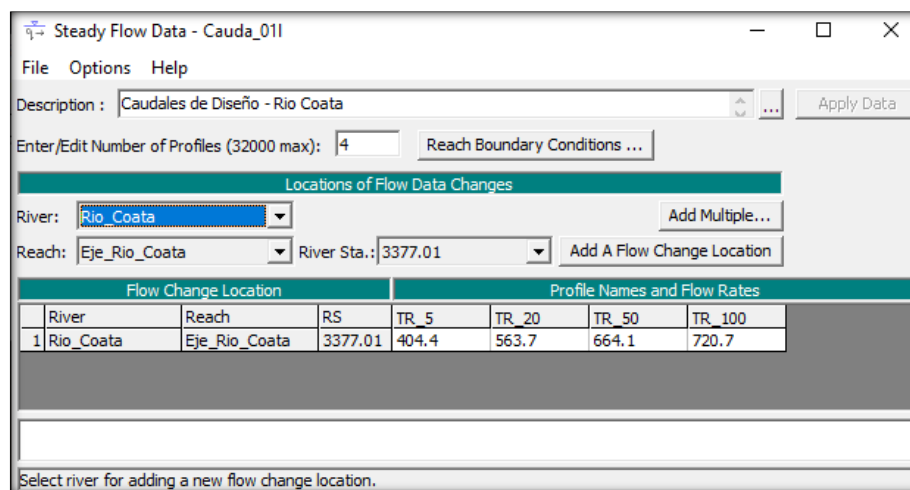 Steady Flow Data - Cauda_01I
File Options Help
Description : Caudales de Diseño - Rio Coata ... Apply Data
Enter/Edit Number of Profiles (32000 max): 4 Reach Boundary Conditions ...
Locations of Flow Data Changes
River: Rio_Coata Add Multiple...
Reach: Eje_Rio_Coata River Sta.: 3377.01 Add A Flow Change Location
Flow Change Location Profile Names and Flow Rates
River Reach RS TR_5 TR_20 TR_50 TR_100
1 Rio_Coata Eje_Rio_Coata 3377.01 404.4 563.7 664.1 720.7
Select river for adding a new flow change location.